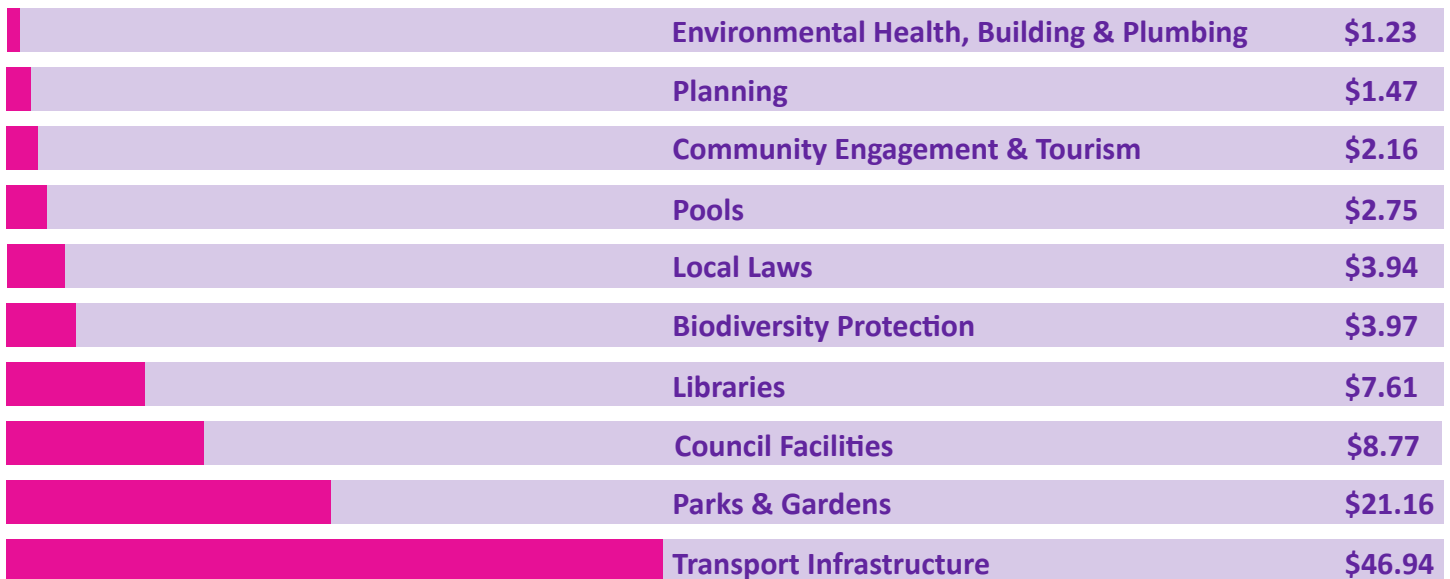 Environmental Health, Building & Plumbing $1.23
Planning $1.47
Community Engagement & Tourism $2.16
Pools $2.75
Local Laws $3.94
Biodiversity Protection $3.97
Libraries $7.61
Council Facilities $8.77
Parks & Gardens $21.16
Transport Infrastructure $46.94